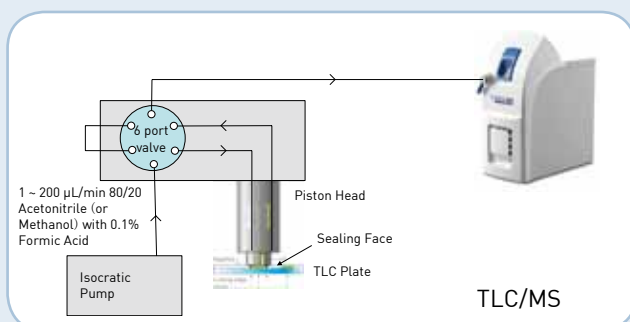 6 port
valve
1 ~ 200 µL/min 80/20
Acetonitrile (or
Methanol) with 0.1%
Formic Acid
Piston Head
Sealing Face
TLC Plate
Isocratic
Pump
TLC/MS